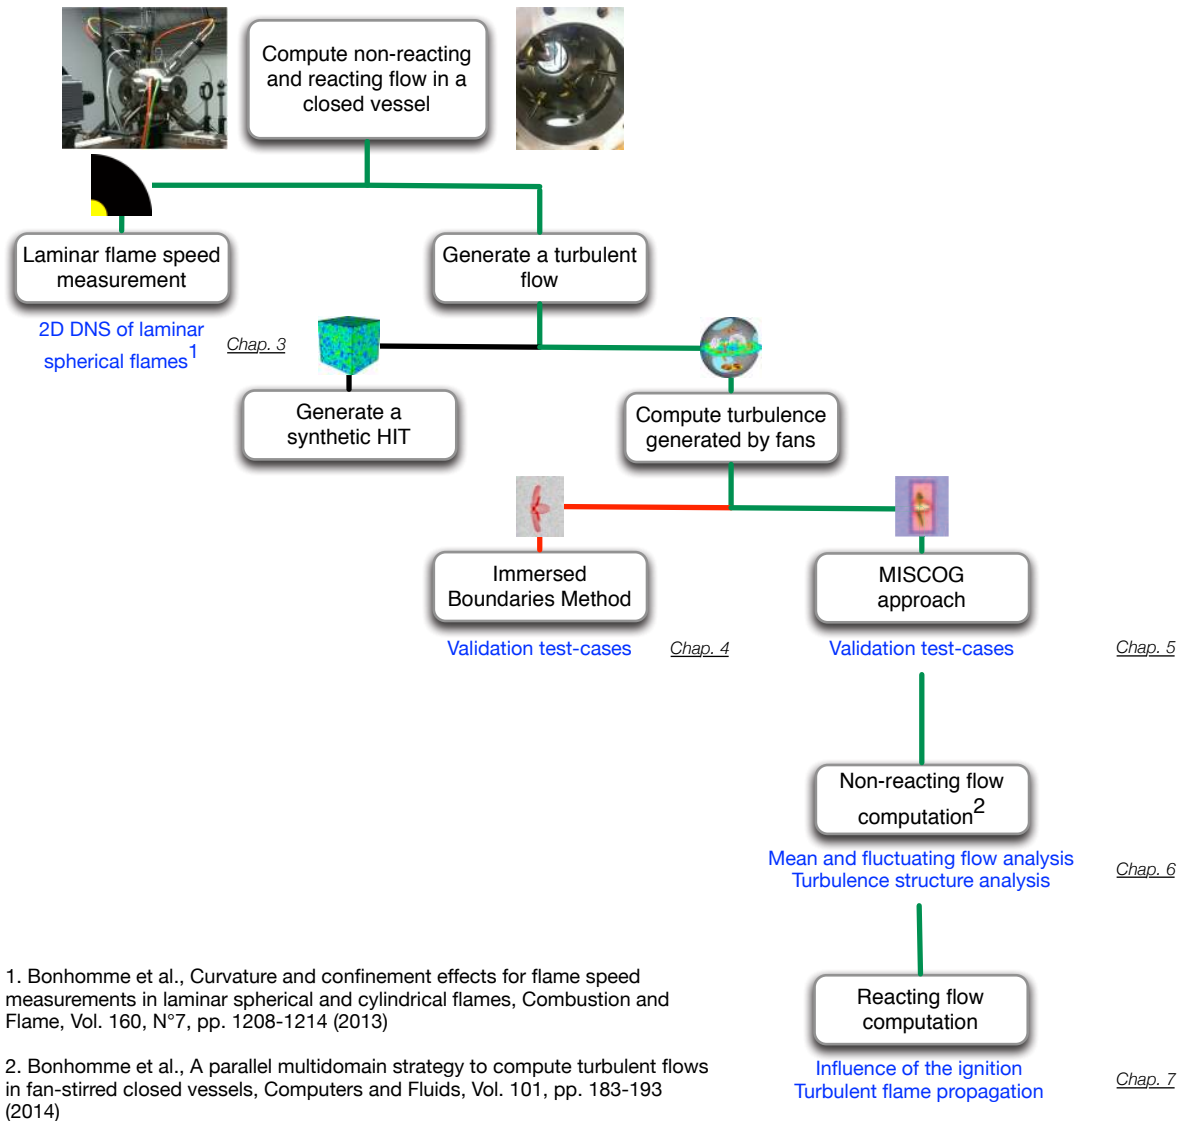 Compute non-reacting
and reacting flow in a
closed vessel
Laminar flame speed
measurement
Generate a turbulent
flow
2D DNS of laminar
spherical flames1
Chap. 3
Generate a
synthetic HIT
Compute turbulence
generated by fans
Immersed
Boundaries Method
MISCOG
approach
Validation test-cases
Chap. 4
Validation test-cases
Chap. 5
Non-reacting flow
computation2
Mean and fluctuating flow analysis
Turbulence structure analysis
Chap. 6
Reacting flow
computation
Influence of the ignition
Turbulent flame propagation
Chap. 7
1. Bonhomme et al., Curvature and confinement effects for flame speed
measurements in laminar spherical and cylindrical flames, Combustion and
Flame, Vol. 160, N°7, pp. 1208-1214 (2013)
2. Bonhomme et al., A parallel multidomain strategy to compute turbulent flows
in fan-stirred closed vessels, Computers and Fluids, Vol. 101, pp. 183-193
(2014)